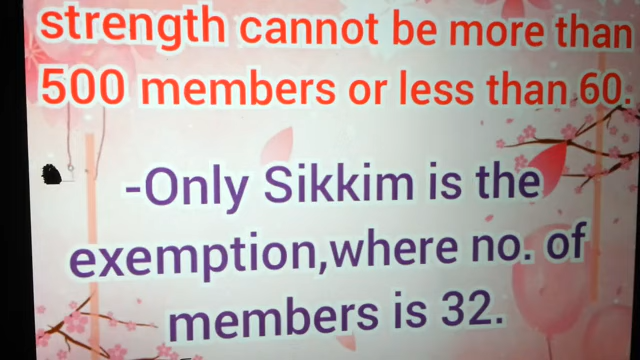 strength cannot be more than
500 members or less than 60.
-Only Sikkim is the
exemption,where no. of
members is 32.